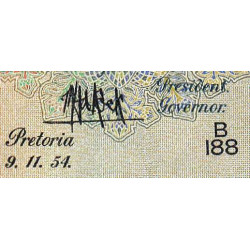 President.
Governor.
Pretoria
9. 11. 54.
B
188